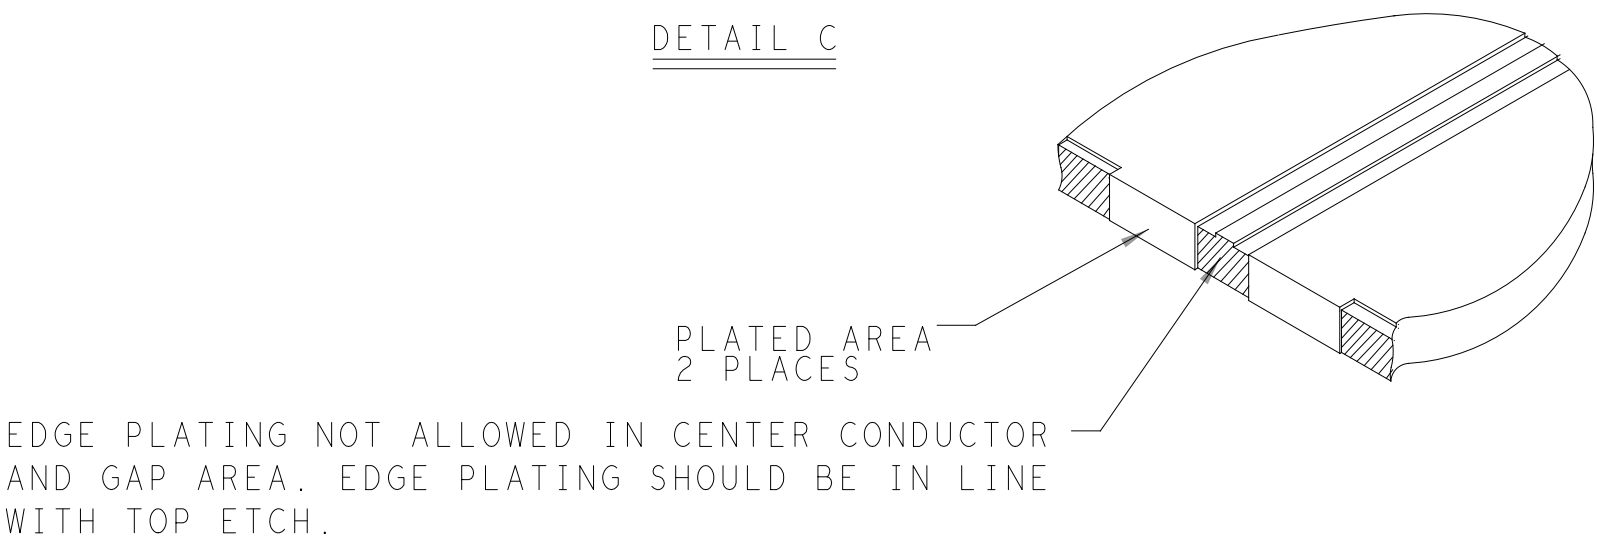 DETAIL C
PLATED AREA
2 PLACES
EDGE PLATING NOT ALLOWED IN CENTER CONDUCTOR
AND GAP AREA. EDGE PLATING SHOULD BE IN LINE
WITH TOP ETCH.